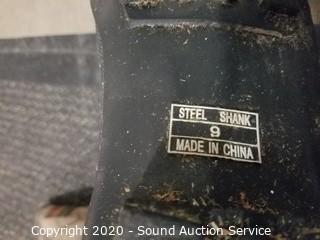 STEEL SHANK
9
MADE IN CHINA
Copyright 2020 - Sound Auction Service